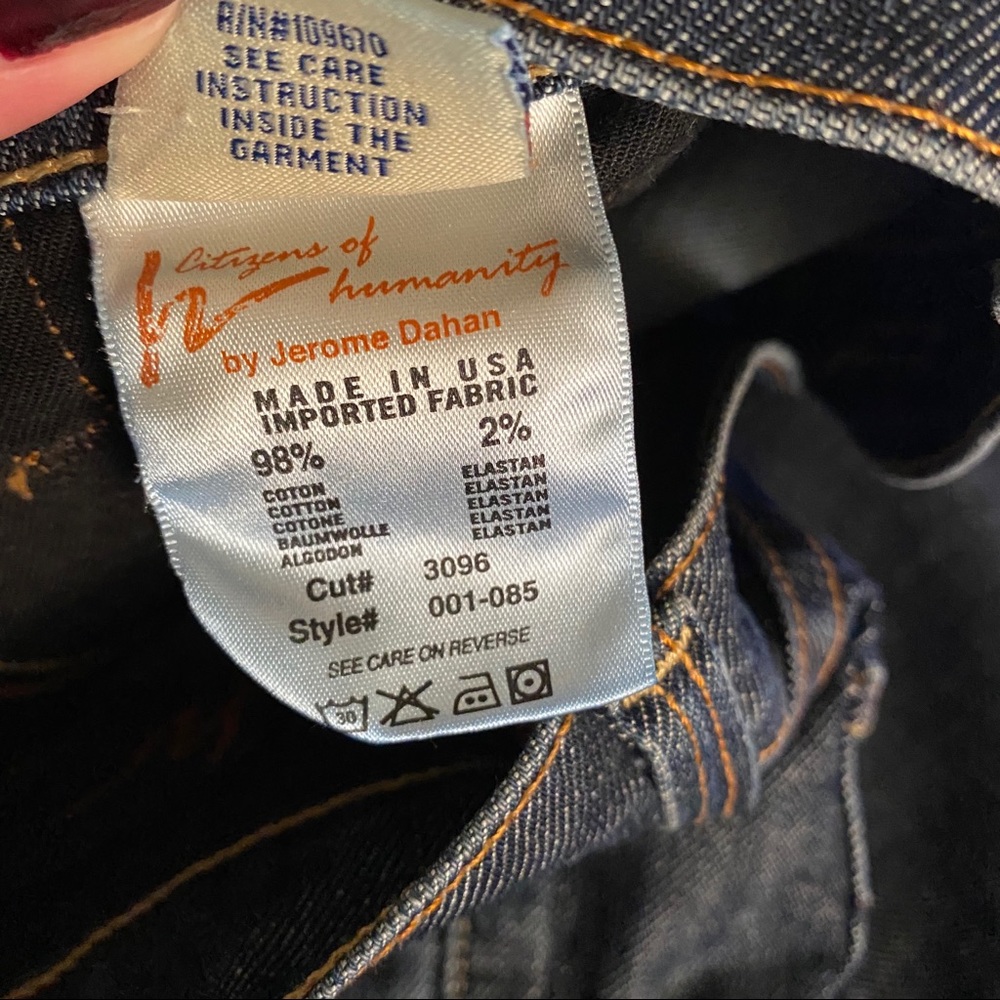 R/N#109670
SEE CARE
INSTRUCTION
INSIDE THE
GARMENT
Citizens of
humanity
by Jerome Dahan
MADE IN USA
IMPORTED FABRIC
98% 2%
COTON ELASTAN
COTTON ELASTAN
COTONE ELASTAN
BAUMWOLLE ELASTAN
ALGODON ELASTAN
Cut# 3096
Style# 001-085
SEE CARE ON REVERSE
30